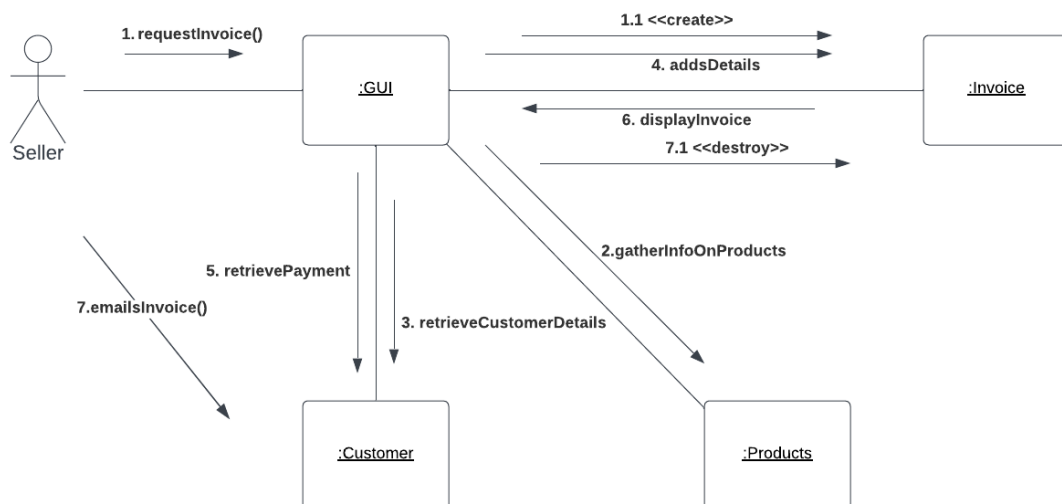 1.1 <<create>>
1. requestInvoice()
4. addsDetails
:GUI
:Invoice
6. displayInvoice
7.1 <<destroy>>
Seller
2.gatherInfoOnProducts
5. retrievePayment
7.emailsInvoice()
3. retrieveCustomerDetails
:Customer
:Products